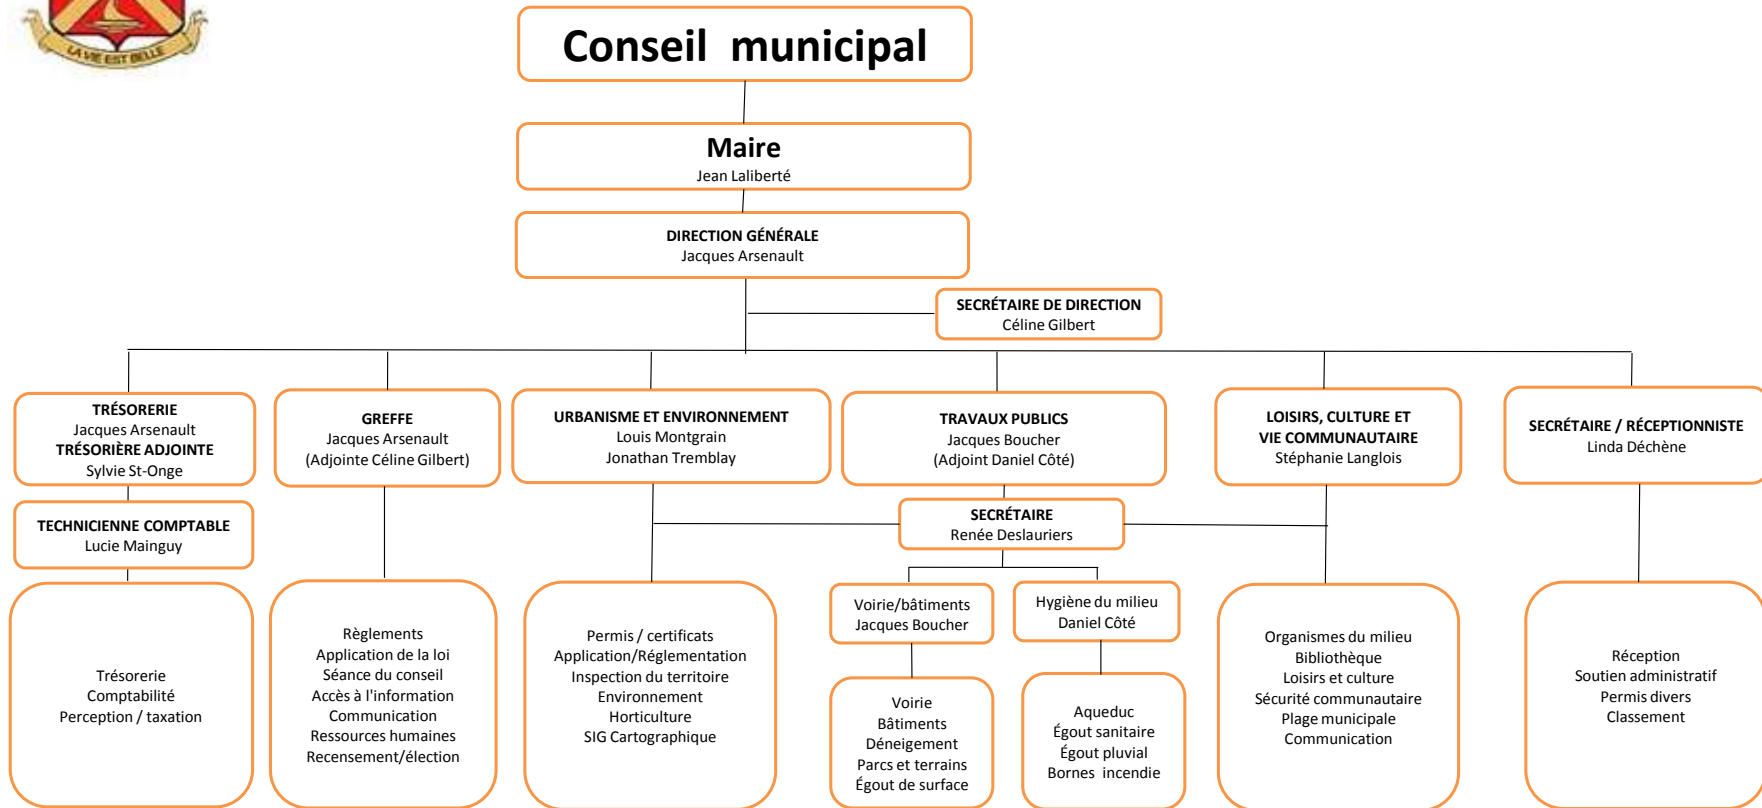 LA VIE EST BELLE
Conseil municipal
Maire
Jean Laliberté
DIRECTION GÉNÉRALE
Jacques Arsenault
SECRÉTAIRE DE DIRECTION
Céline Gilbert
TRÉSORERIE
Jacques Arsenault
TRÉSORIÈRE ADJOINTE
Sylvie St-Onge
GREFFE
Jacques Arsenault
(Adjointe Céline Gilbert)
URBANISME ET ENVIRONNEMENT
Louis Montgrain
Jonathan Tremblay
TRAVAUX PUBLICS
Jacques Boucher
(Adjoint Daniel Côté)
LOISIRS, CULTURE ET
VIE COMMUNAUTAIRE
Stéphanie Langlois
SECRÉTAIRE / RÉCEPTIONNISTE
Linda Déchène
TECHNICIENNE COMPTABLE
Lucie Mainguy
SECRÉTAIRE
Renée Deslauriers
Trésorerie
Comptabilité
Perception / taxation
Règlements
Application de la loi
Séance du conseil
Accès à l'information
Communication
Ressources humaines
Recensement/élection
Permis / certificats
Application/Réglementation
Inspection du territoire
Environnement
Horticulture
SIG Cartographique
Voirie/bâtiments
Jacques Boucher
Voirie
Bâtiments
Déneigement
Parcs et terrains
Égout de surface
Hygiène du milieu
Daniel Côté
Aqueduc
Égout sanitaire
Égout pluvial
Bornes incendie
Organismes du milieu
Bibliothèque
Loisirs et culture
Sécurité communautaire
Plage municipale
Communication
Réception
Soutien administratif
Permis divers
Classement